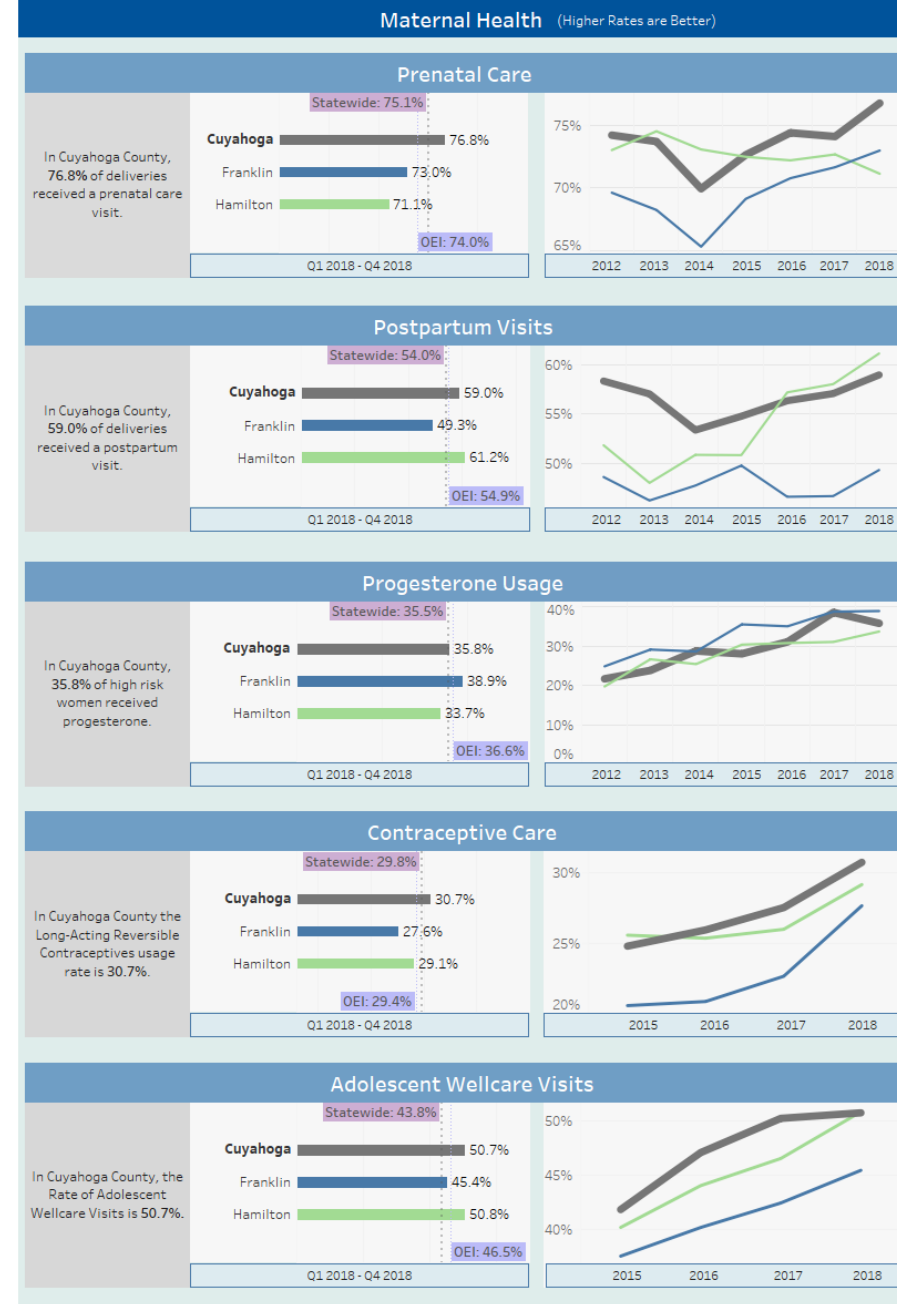 Maternal Health (Higher Rates are Better)
Prenatal Care
In Cuyahoga County,
76.8% of deliveries
received a prenatal care
visit.
Statewide: 75.1%
Cuyahoga 76.8%
Franklin 73.0%
Hamilton 71.1%
OEI: 74.0%
Q1 2018 - Q4 2018
75%
70%
65%
2012 2013 2014 2015 2016 2017 2018
Postpartum Visits
In Cuyahoga County,
59.0% of deliveries
received a postpartum
visit.
Statewide: 54.0%
Cuyahoga 59.0%
Franklin 49.3%
Hamilton 61.2%
OEI: 54.9%
Q1 2018 - Q4 2018
60%
55%
50%
2012 2013 2014 2015 2016 2017 2018
Progesterone Usage
In Cuyahoga County,
35.8% of high risk
women received
progesterone.
Statewide: 35.5%
Cuyahoga 35.8%
Franklin 38.9%
Hamilton 33.7%
OEI: 36.6%
Q1 2018 - Q4 2018
40%
30%
20%
10%
0%
2012 2013 2014 2015 2016 2017 2018
Contraceptive Care
In Cuyahoga County the
Long-Acting Reversible
Contraceptives usage
rate is 30.7%.
Statewide: 29.8%
Cuyahoga 30.7%
Franklin 27.6%
Hamilton 29.1%
OEI: 29.4%
Q1 2018 - Q4 2018
30%
25%
20%
2015 2016 2017 2018
Adolescent Wellcare Visits
In Cuyahoga County, the
Rate of Adolescent
Wellcare Visits is 50.7%.
Statewide: 43.8%
Cuyahoga 50.7%
Franklin 45.4%
Hamilton 50.8%
OEI: 46.5%
Q1 2018 - Q4 2018
50%
45%
40%
2015 2016 2017 2018